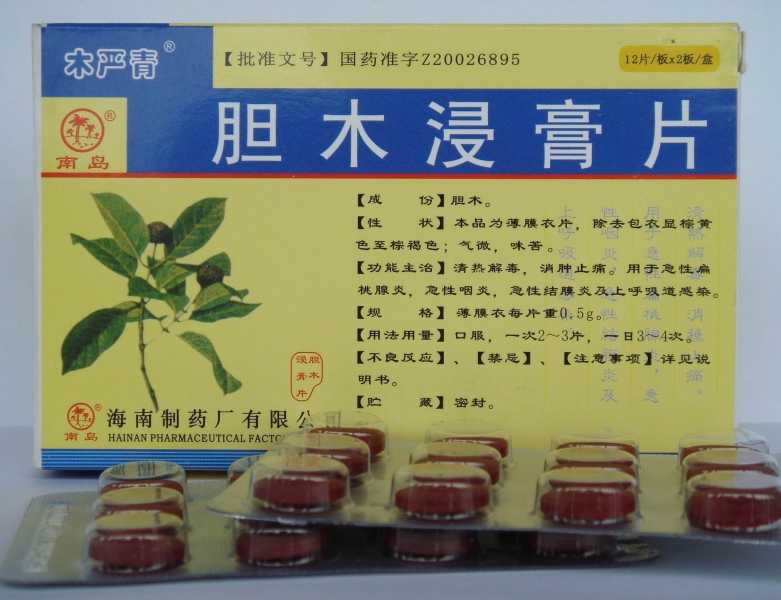 木严青®
【批准文号】国药准字Z20026895
12片/板x2板/盒
®
南岛
胆木浸膏片
【成份】胆木。
【性状】本品为薄膜衣片，除去包衣显棕黄
色至棕褐色；气微，味苦。
【功能主治】清热解毒，消肿止痛。用于急性扁
桃腺炎，急性咽炎，急性结膜炎及上呼吸道感染。
【规格】薄膜衣每片重0.5g。
【用法用量】口服，一次2～3片，一日3～4次。
【不良反应】、【禁忌】、【注意事项】详见说
明书。
【贮藏】密封。
胆木
浸膏片
®
南岛
海南制药厂有限公
HAINAN PHARMACEUTICAL FACTO